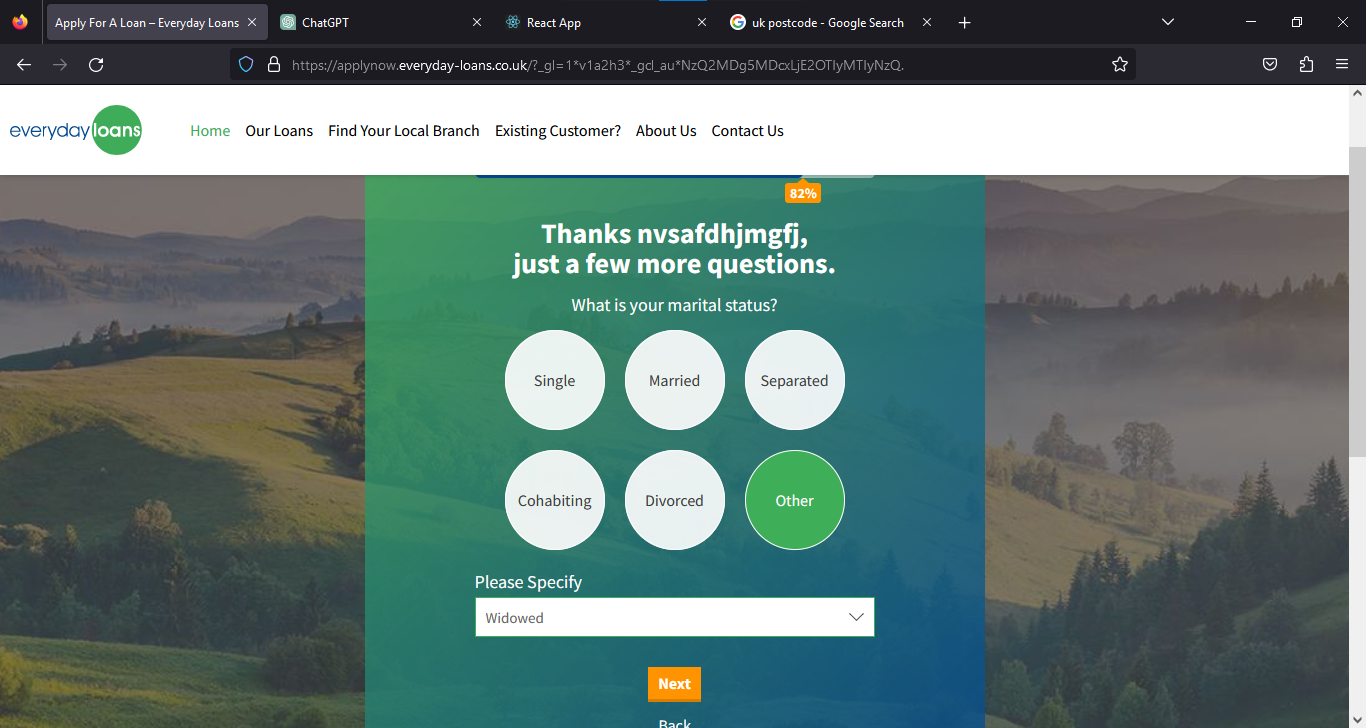 Apply For A Loan – Everyday Loans
ChatGPT
React App
uk postcode - Google Search
https://applynow.everyday-loans.co.uk/?_gl=1*v1a2h3*_gcl_au*NzQ2MDg5MDcxLjE2OTIyMTIyNzQ.
everyday loans
Home Our Loans Find Your Local Branch Existing Customer? About Us Contact Us
82%
Thanks nvsafdhjmgfj,
just a few more questions.
What is your marital status?
Single Married Separated
Cohabiting Divorced Other
Please Specify
Widowed
Next
Back